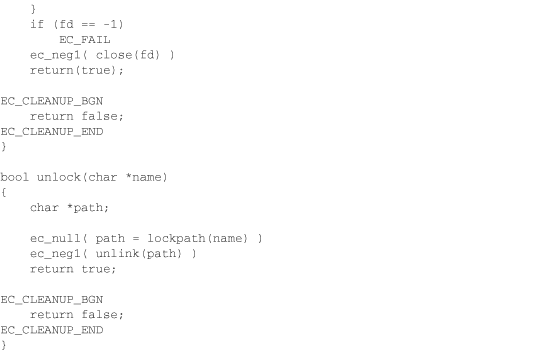 }
    if (fd == -1)
        EC_FAIL
    ec_neg1( close(fd) )
    return(true);

EC_CLEANUP_BGN
    return false;
EC_CLEANUP_END
}

bool unlock(char *name)
{
    char *path;

    ec_null( path = lockpath(name) )
    ec_neg1( unlink(path) )
    return true;

EC_CLEANUP_BGN
    return false;
EC_CLEANUP_END
}